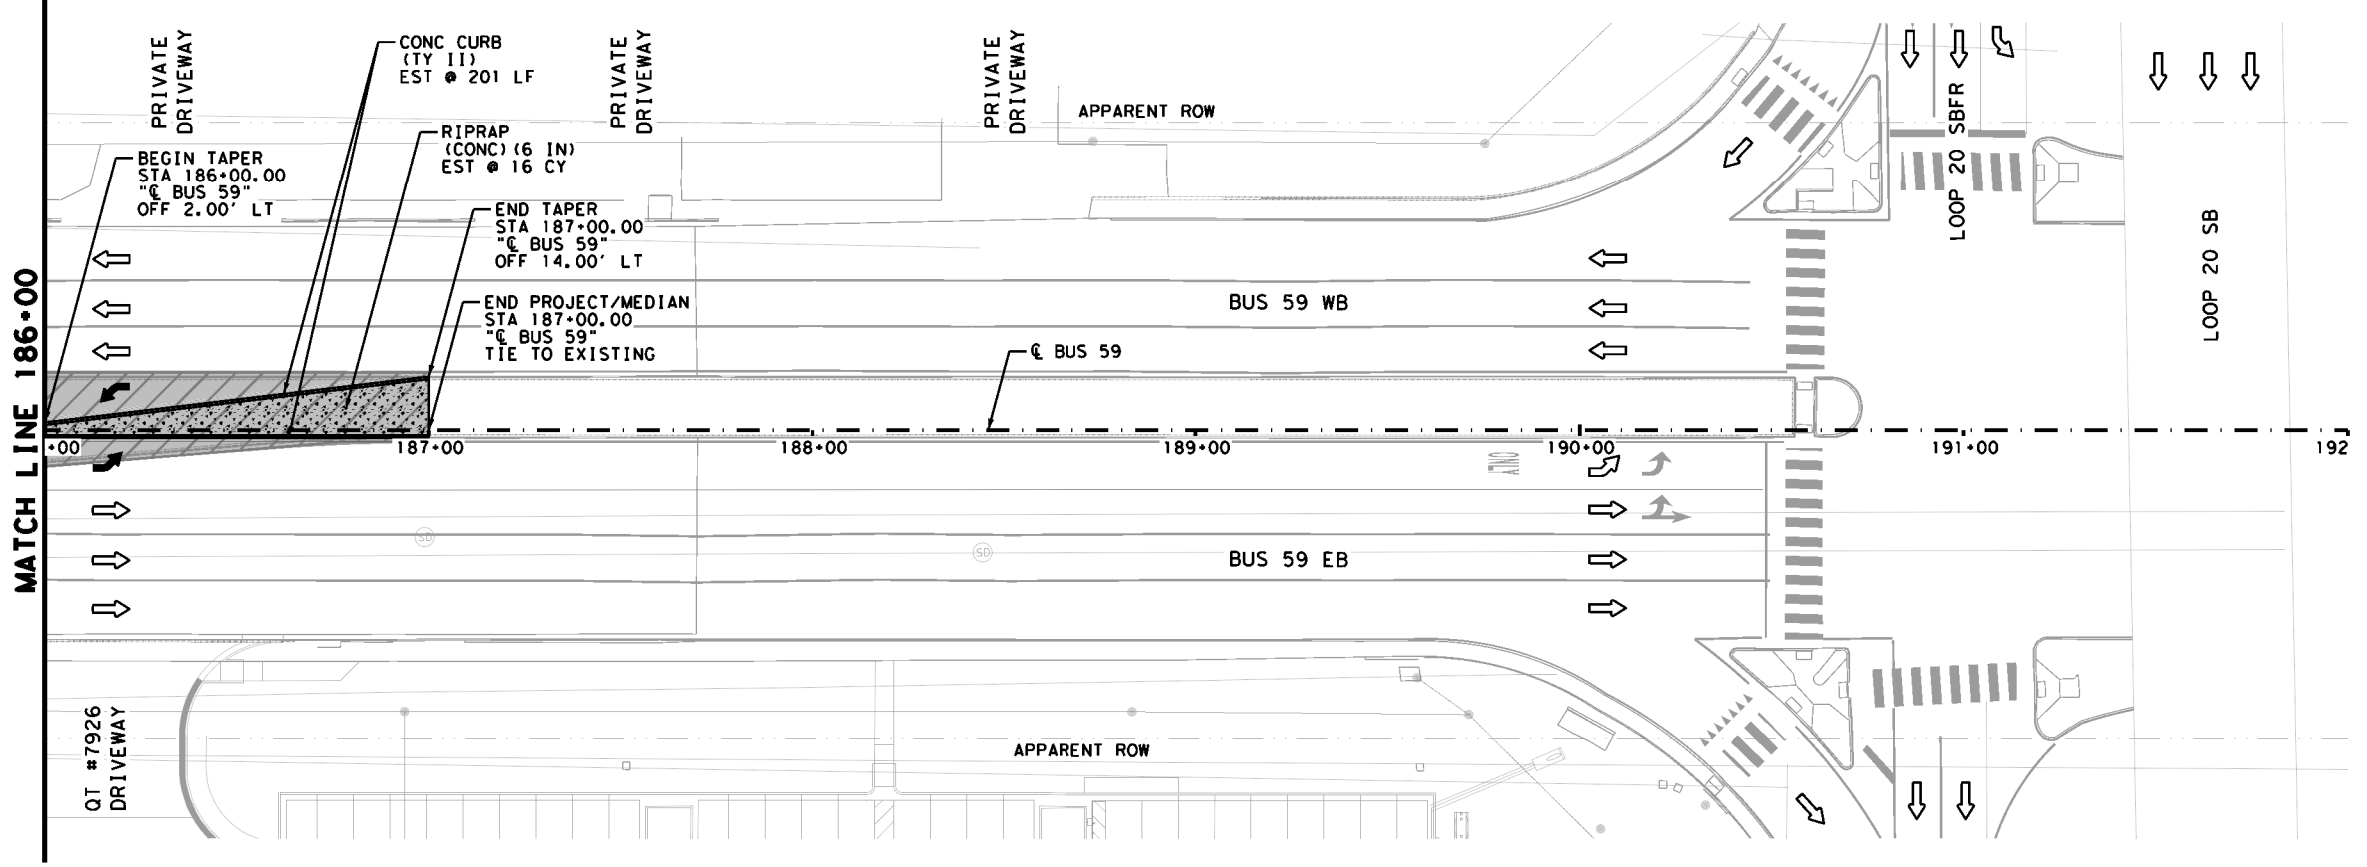 PRIVATE
DRIVEWAY
CONC CURB
(TY II)
EST @ 201 LF
PRIVATE
DRIVEWAY
PRIVATE
DRIVEWAY
APPARENT ROW
LOOP 20 SBFR
LOOP 20 SB
RIPRAP
(CONC)(6 IN)
EST @ 16 CY
BEGIN TAPER
STA 186+00.00
"℄ BUS 59"
OFF 2.00' LT
END TAPER
STA 187+00.00
"℄ BUS 59"
OFF 14.00' LT
END PROJECT/MEDIAN
STA 187+00.00
"℄ BUS 59"
TIE TO EXISTING
BUS 59 WB
℄ BUS 59
MATCH LINE 186+00
+00
187+00
188+00
189+00
190+00
191+00
192
ONLY
SD
SD
BUS 59 EB
QT #7926
DRIVEWAY
APPARENT ROW